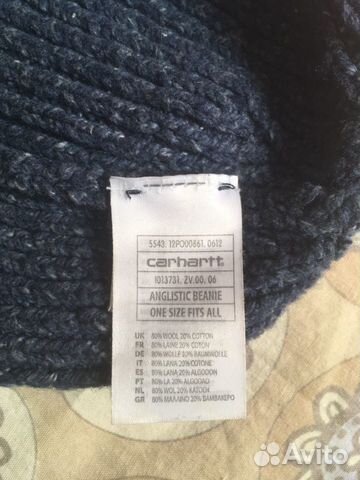 5543. 12PO00861. 0612
carhartt
1013731. ZV. 00. 06
ANGLISTIC BEANIE
ONE SIZE FITS ALL
UK 80% WOOL 20% COTTON
FR 80% LAINE 20% COTON
DE 80% WOLLE 20% BAUMWOLLE
IT 80% LANA 20% COTONE
ES 80% LANA 20% ALGODON
PT 80% LA 20% ALGODAO
NL 80% WOL 20% KATOEN
GR 80% ΜΑΛΛΙΝΟ 20% ΒΑΜΒΑΚΕΡΟ
Avito